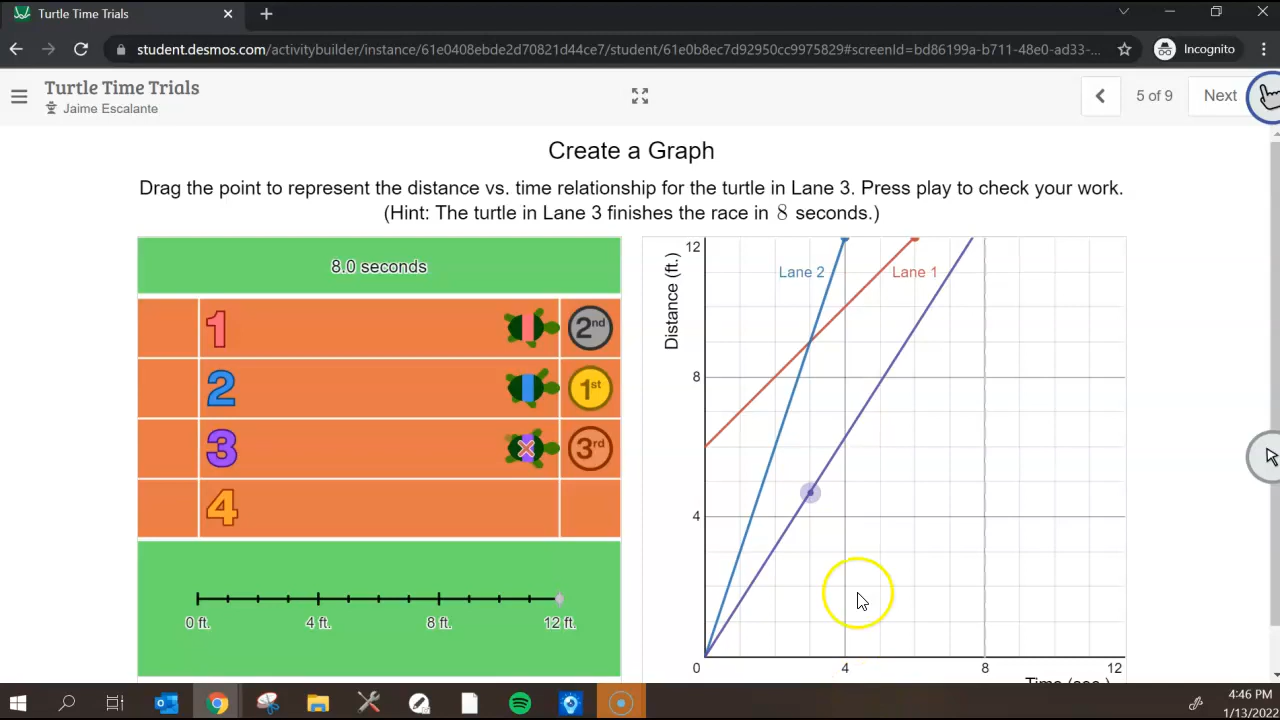 Turtle Time Trials
student.desmos.com/activitybuilder/instance/61e0408ebde2d70821d44ce7/student/61e0b8ec7d92950cc9975829#screenId=bd86199a-b711-48e0-ad33-...
Incognito
Turtle Time Trials
Jaime Escalante
5 of 9
Next
Create a Graph
Drag the point to represent the distance vs. time relationship for the turtle in Lane 3. Press play to check your work.
(Hint: The turtle in Lane 3 finishes the race in 8 seconds.)
8.0 seconds
1 2nd
2 1st
3 3rd
4
0 ft. 4 ft. 8 ft. 12 ft.
Distance (ft.)
12
8
4
Lane 2
Lane 1
0 4 8 12
Time (sec.)
4:46 PM
1/13/2022